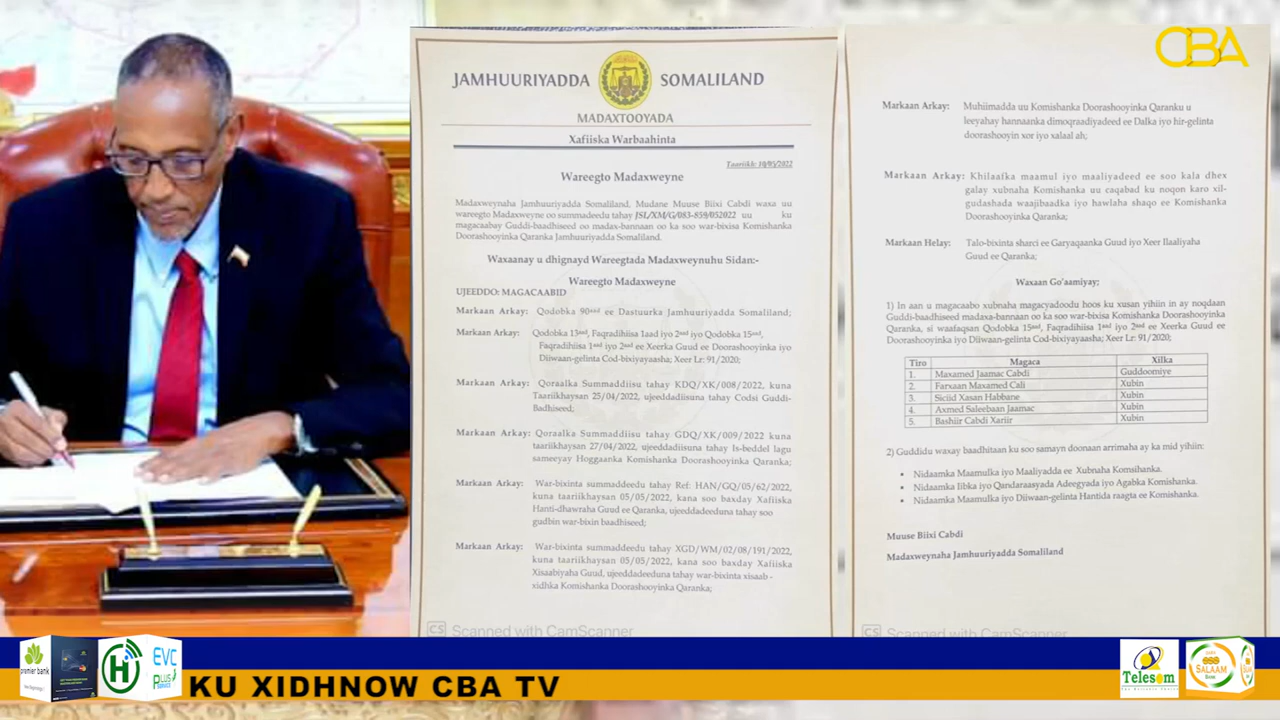 JAMHUURIYADDA SOMALILAND
MADAXTOOYADA
Xafiiska Warbaahinta
Taariikh: 10/05/2022
Wareegto Madaxweyne
Madaxweynaha Jamhuuriyadda Somaliland, Mudane Muuse Biixi Cabdi waxa uu
wareegto Madaxweyne oo summadeedu tahay JSL/XM/G/083-859/052022 uu ku
magacaabay Guddi-baadhiseed oo madax-bannaan oo ka soo war-bixisa Komishanka
Doorashooyinka Qaranka Jamhuuriyadda Somaliland.
Waxaanay u dhignayd Wareegtada Madaxweynuhu Sidan:-
Wareegto Madaxweyne
UJEEDDO: MAGACAABID
Markaan Arkay: Qodobka 90aad ee Dastuurka Jamhuuriyadda Somaliland;
Markaan Arkay: Qodobka 13aad, Faqradihiisa 1aad iyo 2aad iyo Qodobka 15aad,
Faqradihiisa 1aad iyo 2aad ee Xeerka Guud ee Doorashooyinka iyo
Diiwaan-gelinta Cod-bixiyayaasha; Xeer Lr: 91/2020;
Markaan Arkay: Qoraalka Summaddiisu tahay KDQ/XK/008/2022, kuna
Taariikhaysan 25/04/2022, ujeeddadiisuna tahay Codsi Guddi-
Badhiseed;
Markaan Arkay: Qoraalka Summaddiisu tahay GDQ/XK/009/2022 kuna
taariikhaysan 27/04/2022, ujeeddadiisuna tahay Is-beddel lagu
sameeyay Hoggaanka Komishanka Doorashooyinka Qaranka;
Markaan Arkay: War-bixinta summaddeedu tahay Ref: HAN/GQ/05/62/2022,
kuna taariikhaysan 05/05/2022, kana soo baxday Xafiiska
Hanti-dhawraha Guud ee Qaranka, ujeeddadeeduna tahay soo
gudbin war-bixin baadhiseed;
Markaan Arkay: War-bixinta summaddeedu tahay XGD/WM/02/08/191/2022,
kuna taariikhaysan 05/05/2022, kana soo baxday Xafiiska
Xisaabiyaha Guud, ujeeddadeeduna tahay war-bixinta xisaab-
xidhka Komishanka Doorashooyinka Qaranka;
CS Scanned with CamScanner
CBA
Markaan Arkay: Muhiimadda uu Komishanka Doorashooyinka Qaranku u
leeyahay hannaanka dimoqraadiyadeed ee Dalka iyo hir-gelinta
doorashooyin xor iyo xalaal ah;
Markaan Arkay: Khilaafka maamul iyo maaliyadeed ee soo kala dhex
galay xubnaha Komishanka uu caqabad ku noqon karo xil-
gudashada waajibaadka iyo hawlaha shaqo ee Komishanka
Doorashooyinka Qaranka;
Markaan Helay: Talo-bixinta sharci ee Garyaqaanka Guud iyo Xeer Ilaaliyaha
Guud ee Qaranka;
Waxaan Go'aamiyay:
1) In aan u magacaabo xubnaha magacyadoodu hoos ku xusan yihiin in ay noqdaan
Guddi-baadhiseed madaxa-bannaan oo ka soo war-bixisa Komishanka Doorashooyinka
Qaranka, si waafaqsan Qodobka 15aad, Faqradihiisa 1aad iyo 2aad ee Xeerka Guud ee
Doorashooyinka iyo Diiwaan-gelinta Cod-bixiyayaasha; Xeer Lr: 91/2020;
Tiro Magaca Xilka
1. Maxamed Jaamac Cabdi Guddoomiye
2. Farxaan Maxamed Cali Xubin
3. Siciid Xasan Habbane Xubin
4. Axmed Saleebaan Jaamac Xubin
5. Bashiir Cabdi Xariir Xubin
2) Guddidu waxay baadhitaan ku soo samayn doonaan arrimaha ay ka mid yihiin:
• Nidaamka Maamulka iyo Maaliyadda ee Xubnaha Komsihanka.
• Nidaamka Iibka iyo Qandaraasyada Adeegyada iyo Agabka Komishanka.
• Nidaamka Maamulka iyo Diiwaan-gelinta Hantida raagta ee Komishanka.
Muuse Biixi Cabdi
Madaxweynaha Jamhuuriyadda Somaliland
CS Scanned with CamScanner
premier bank
H
EVC
PLUS
SERVICE
KU XIDHNOW CBA TV
Telesom
SALAAM